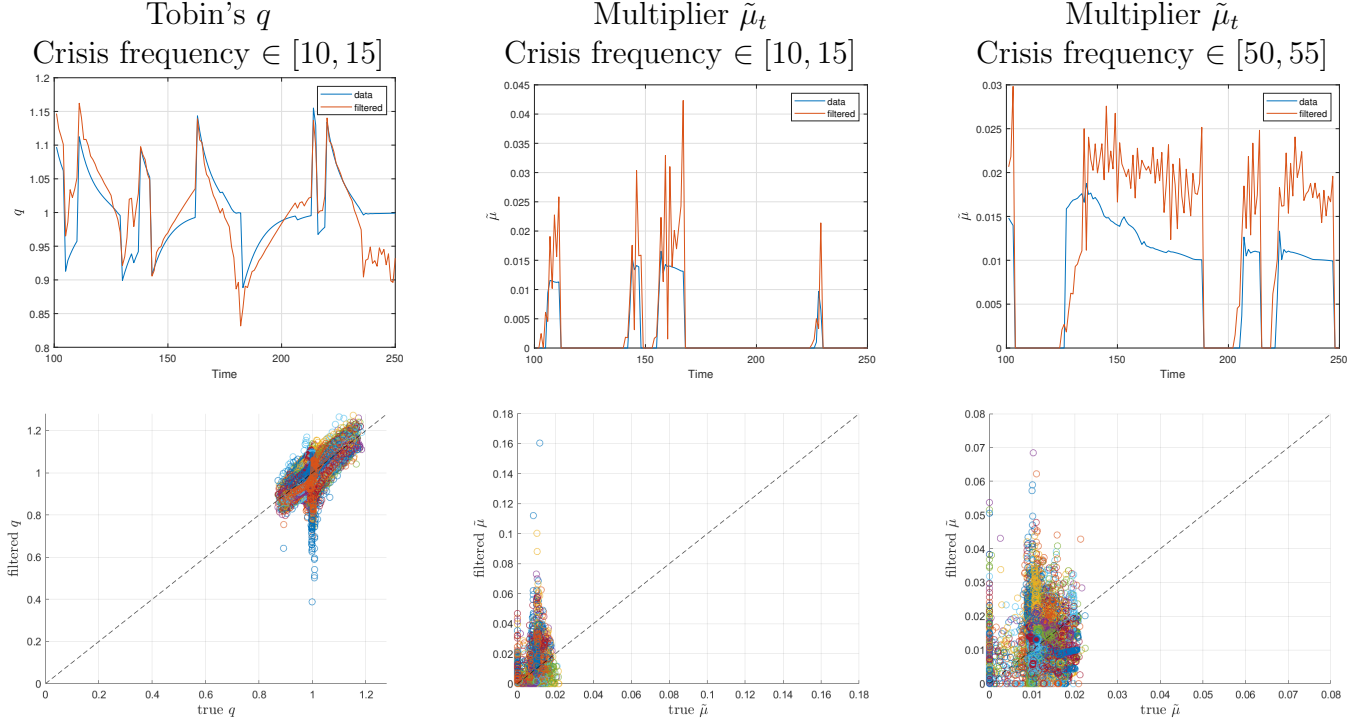 Tobin's q
Crisis frequency ∈ [10, 15]
Multiplier μ̃ₜ
Crisis frequency ∈ [10, 15]
Multiplier μ̃ₜ
Crisis frequency ∈ [50, 55]
1.2
1.15
1.1
1.05
1
0.95
0.9
0.85
0.8
q
100 150 200 250
Time
data
filtered
0.045
0.04
0.035
0.03
0.025
0.02
0.015
0.01
0.005
0
μ̃
100 150 200 250
Time
data
filtered
0.03
0.025
0.02
0.015
0.01
0.005
0
μ̃
100 150 200 250
Time
data
filtered
1.2
1
0.8
0.6
0.4
0.2
0
filtered q
0 0.2 0.4 0.6 0.8 1 1.2
true q
0.18
0.16
0.14
0.12
0.10
0.08
0.06
0.04
0.02
0
filtered μ̃
0 0.02 0.04 0.06 0.08 0.10 0.12 0.14 0.16 0.18
true μ̃
0.08
0.07
0.06
0.05
0.04
0.03
0.02
0.01
0
filtered μ̃
0 0.01 0.02 0.03 0.04 0.05 0.06 0.07 0.08
true μ̃